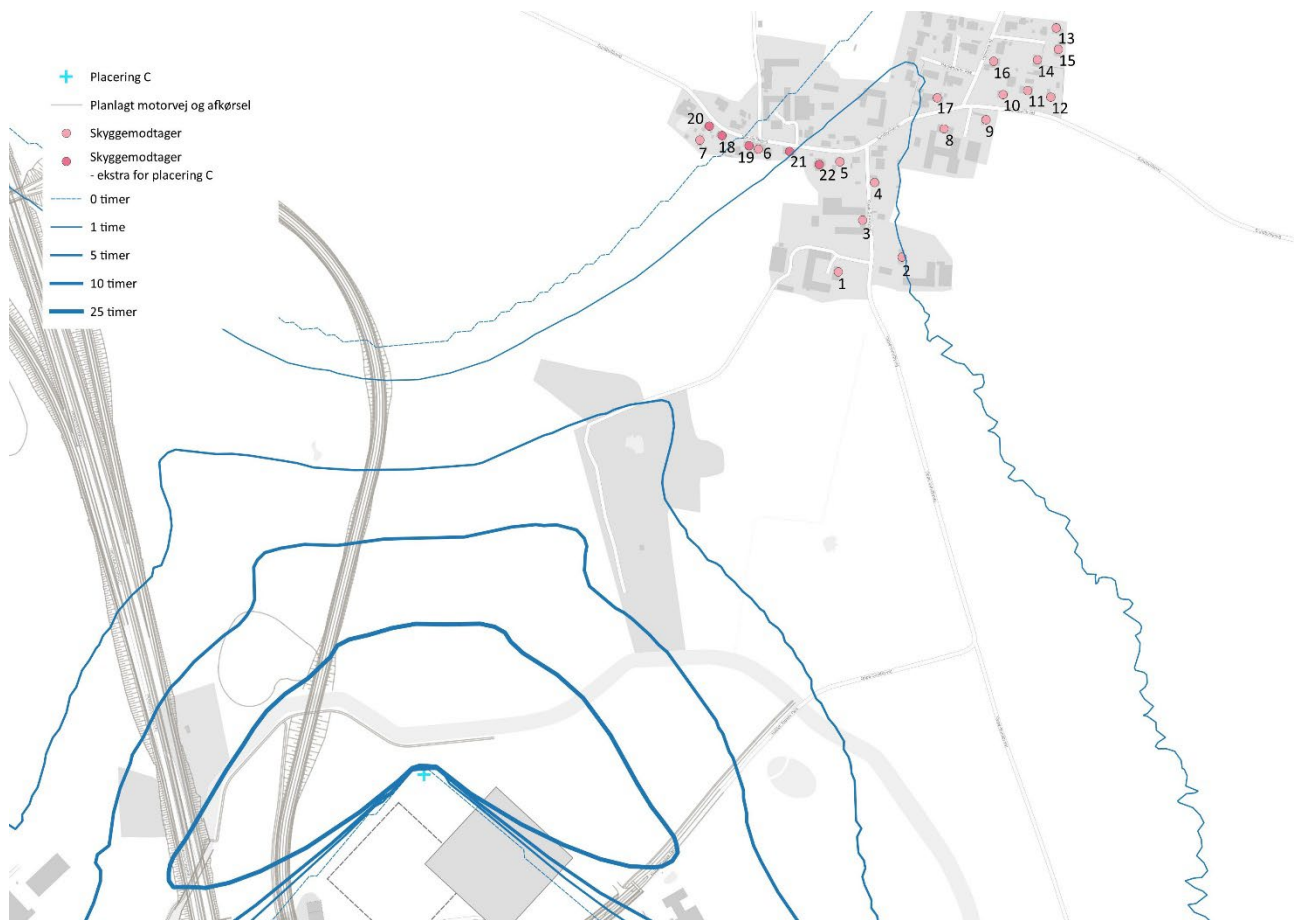 Placering C
Planlagt motorvej og afkørsel
Skyggemodtager
Skyggemodtager
- ekstra for placering C
0 timer
1 time
5 timer
10 timer
25 timer
13
15
14
16
11
12
10
17
9
8
20
7
18
19
6
21
22
5
4
3
2
1